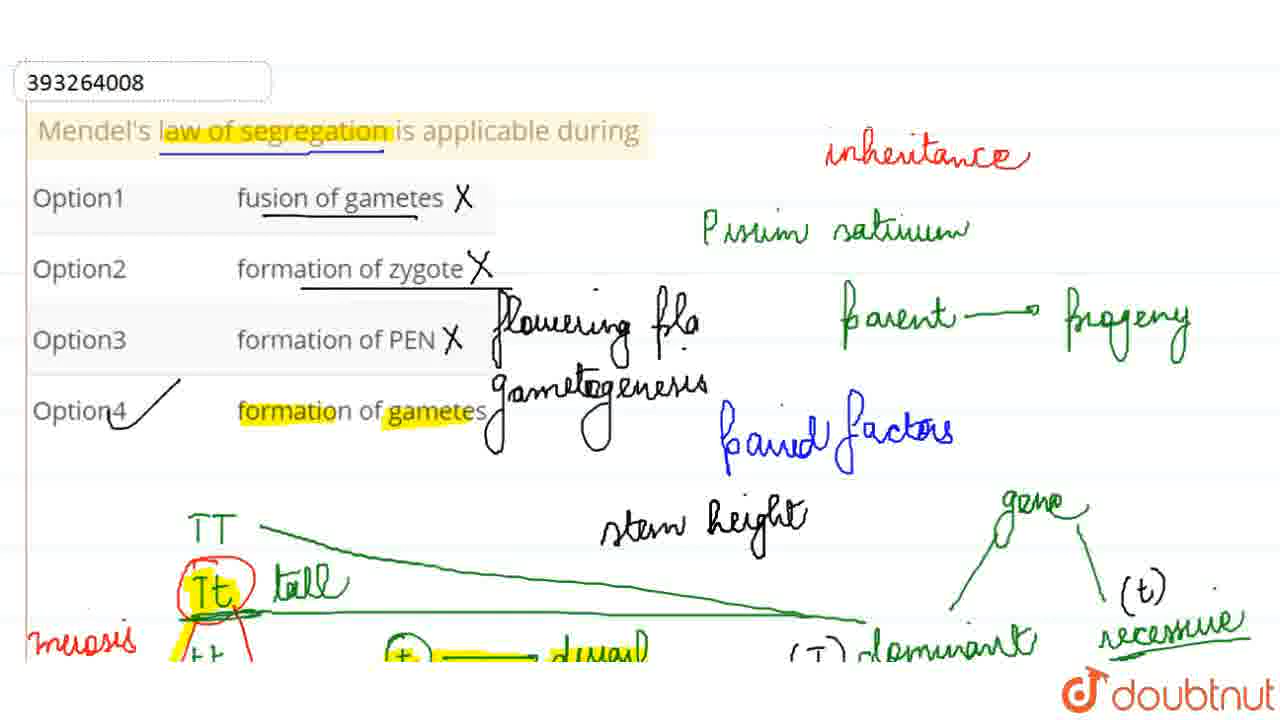 393264008
Mendel's law of segregation is applicable during
Option1 fusion of gametes X
Option2 formation of zygote X
Option3 formation of PEN X
Option4 formation of gametes
inheritance
Pissum sativum
flowering pla
gametogenesis
parent → progeny
paired factors
stem height
gene
TT
Tt tall
(t)
meiosis
tt
t
dwarf
(T) dominant
recessive
doubtnut